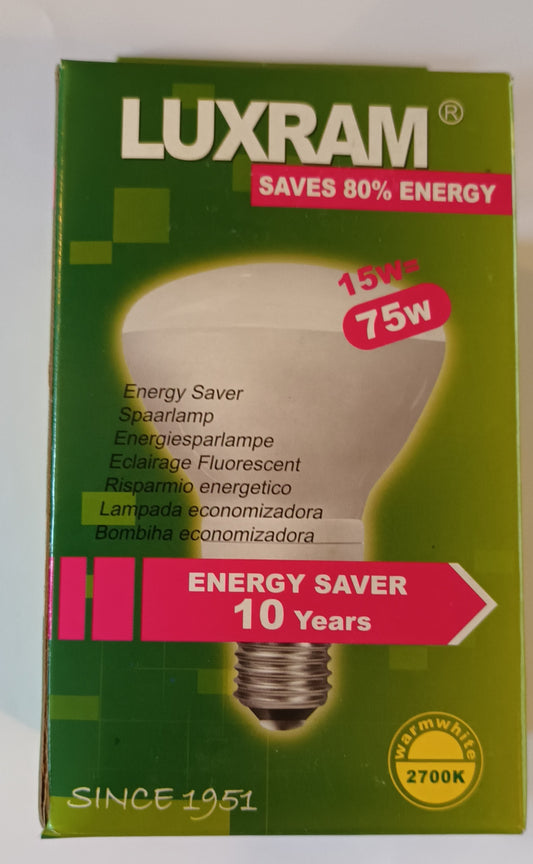 LUXRAM®
SAVES 80% ENERGY
15W=
75W
Energy Saver
Spaarlamp
Energiesparlampe
Eclairage Fluorescent
Risparmio energetico
Lampada economizadora
Bombiha economizadora
ENERGY SAVER
10 Years
warmwhite
2700K
SINCE 1951